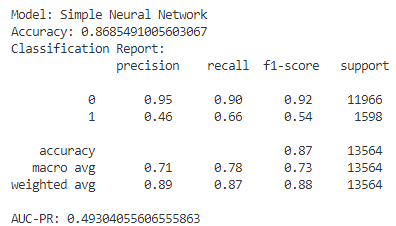 Model: Simple Neural Network
Accuracy: 0.8685491005603067
Classification Report:
precision recall f1-score support
0 0.95 0.90 0.92 11966
1 0.46 0.66 0.54 1598
accuracy 0.87 13564
macro avg 0.71 0.78 0.73 13564
weighted avg 0.89 0.87 0.88 13564
AUC-PR: 0.49304055606555863